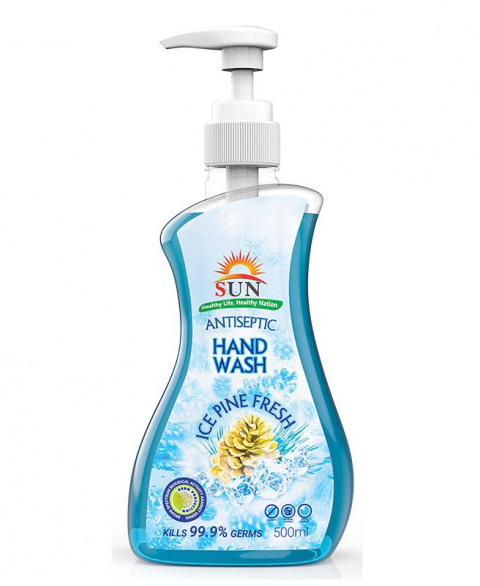 SUN
Healthy Life, Healthy Nation
ANTISEPTIC
HAND
WASH
ICE PINE FRESH
KILLS 99.9% GERMS
500ml